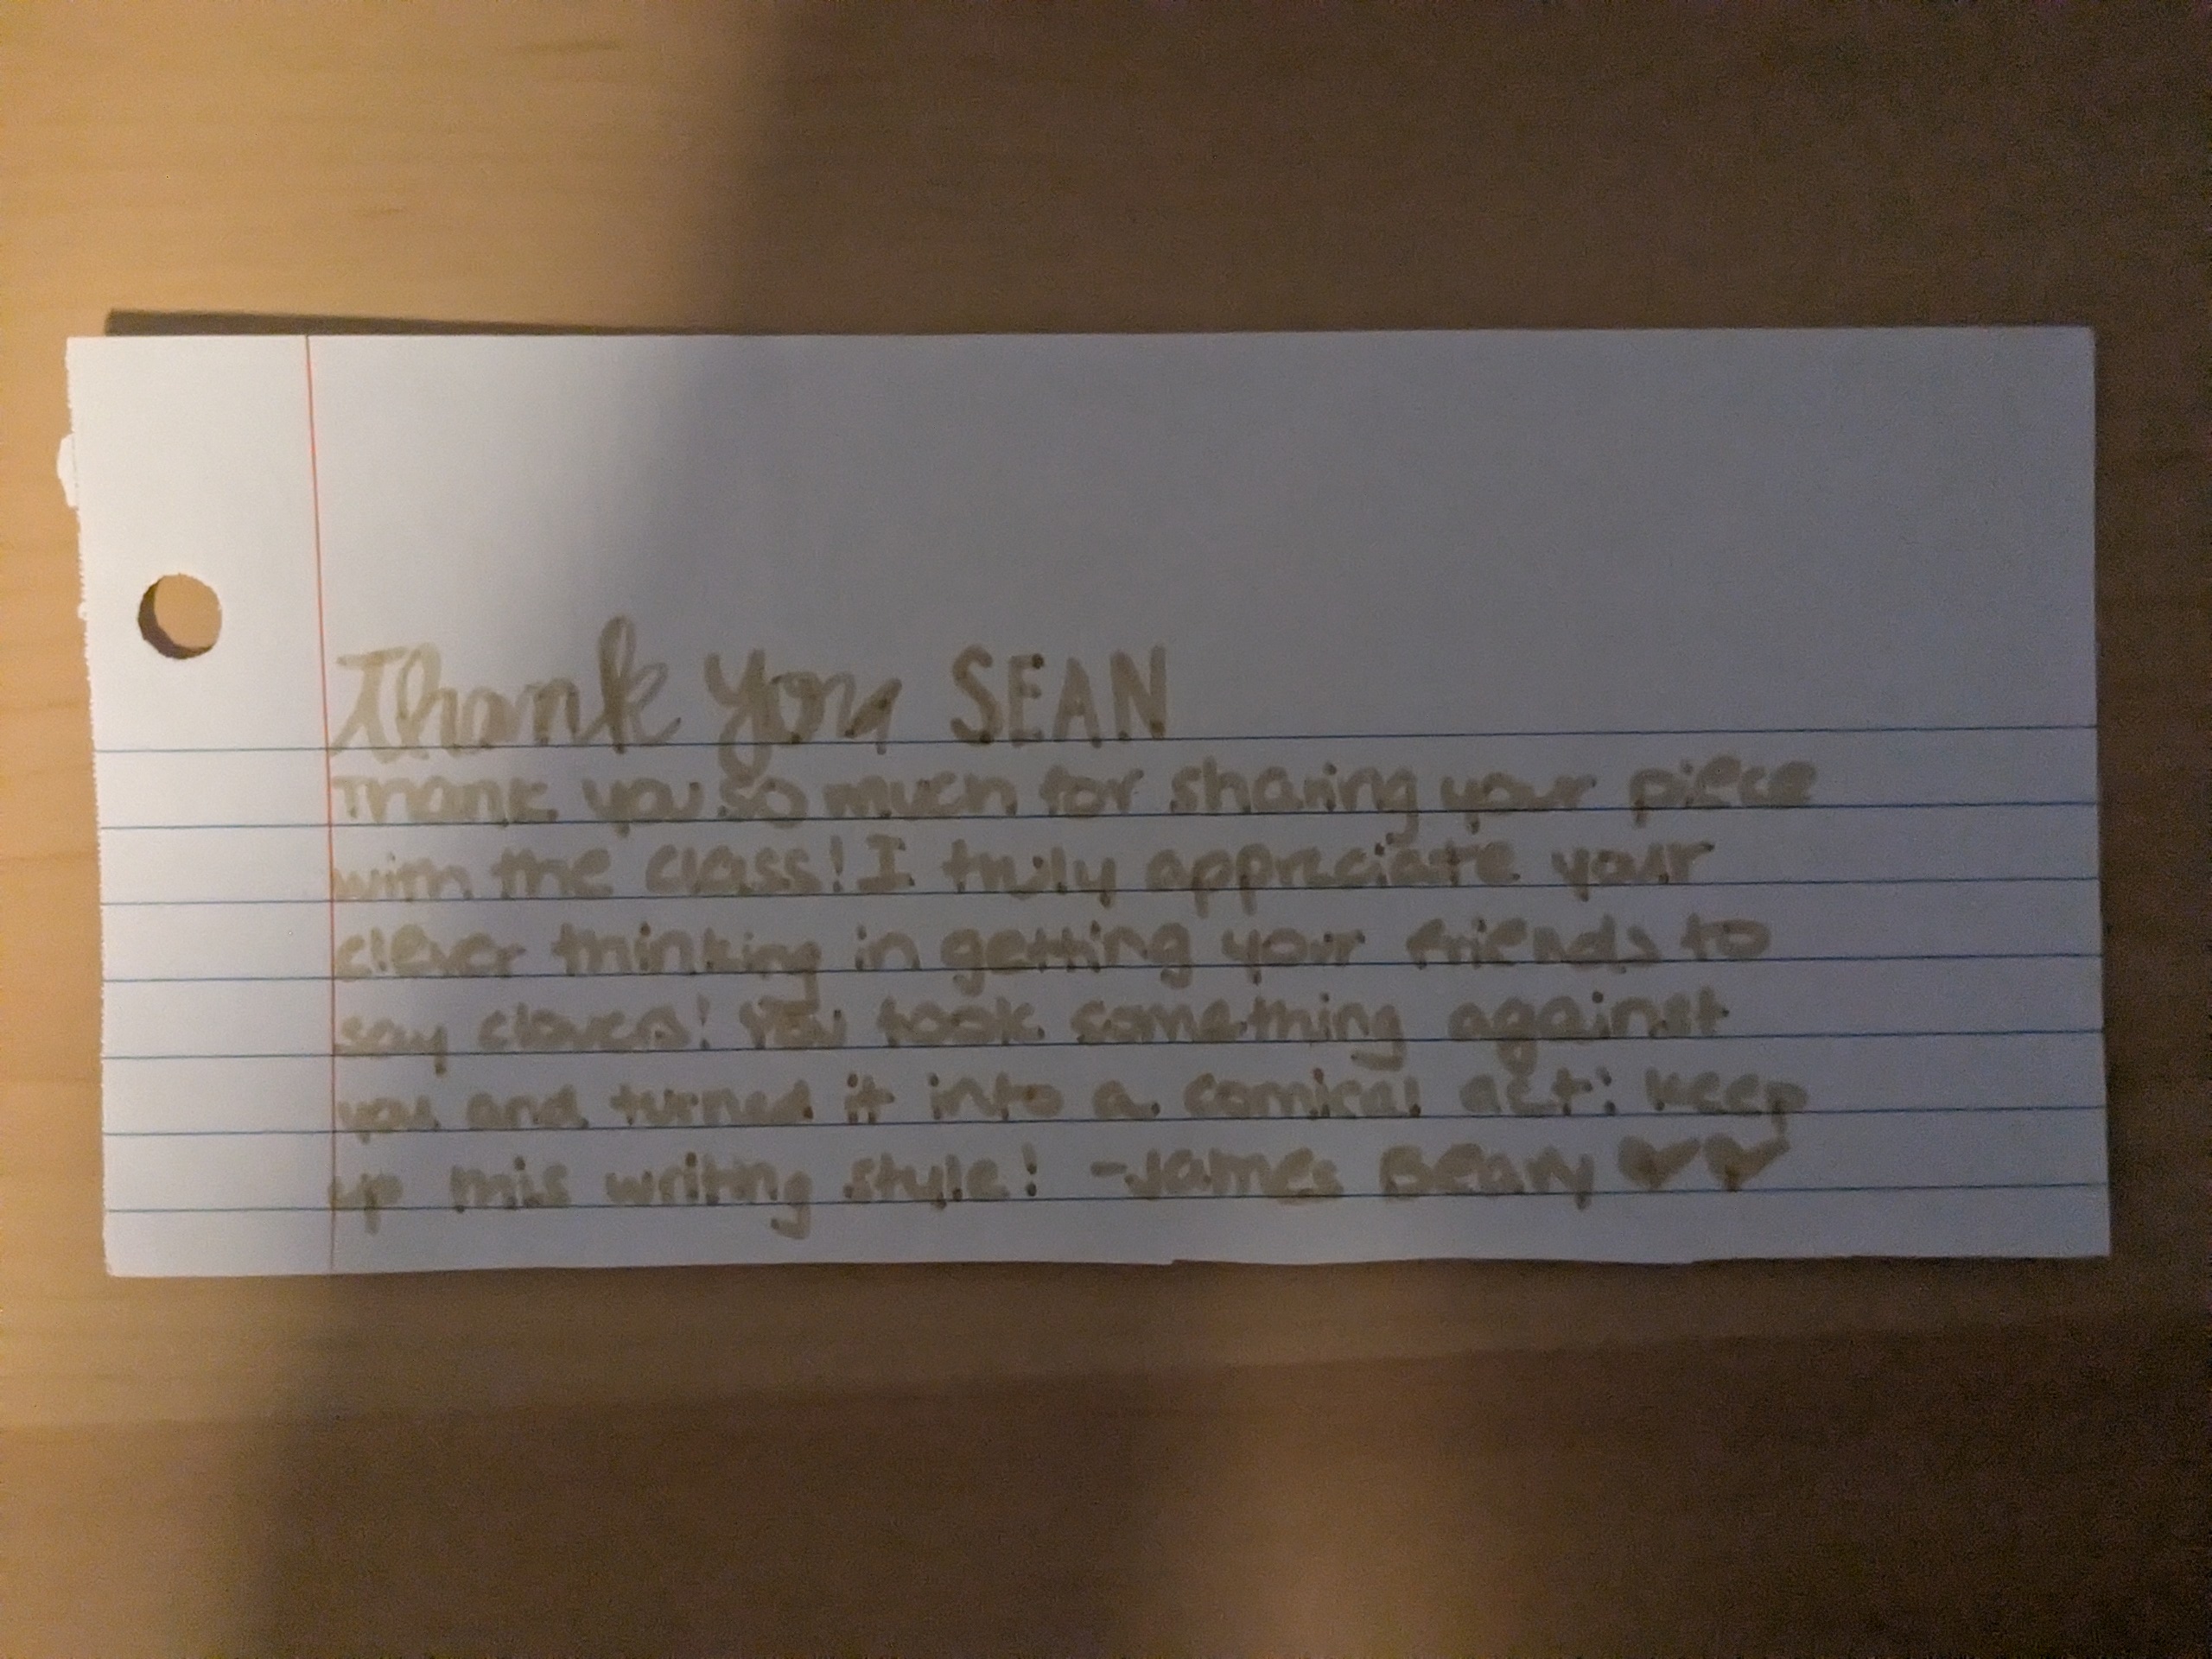 Thank you SEAN
Thank you so much for sharing your piece
with the class! I truly appreciate your
clever thinking in getting your friends to
say clovers! You took something against
you and turned it into a comical act! Keep
up this writing style! -James Beary ♥♥